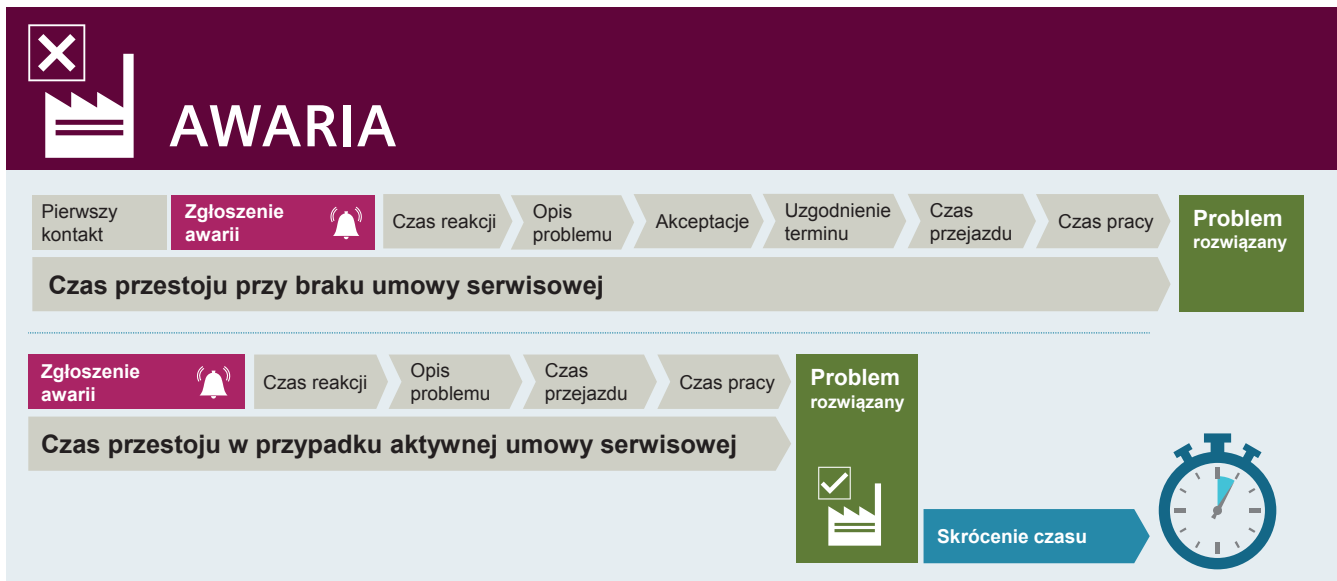 AWARIA
Pierwszy
kontakt
Zgłoszenie
awarii
Czas reakcji
Opis
problemu
Akceptacje
Uzgodnienie
terminu
Czas
przejazdu
Czas pracy
Problem
rozwiązany
Czas przestoju przy braku umowy serwisowej
Zgłoszenie
awarii
Czas reakcji
Opis
problemu
Czas
przejazdu
Czas pracy
Problem
rozwiązany
Czas przestoju w przypadku aktywnej umowy serwisowej
Skrócenie czasu